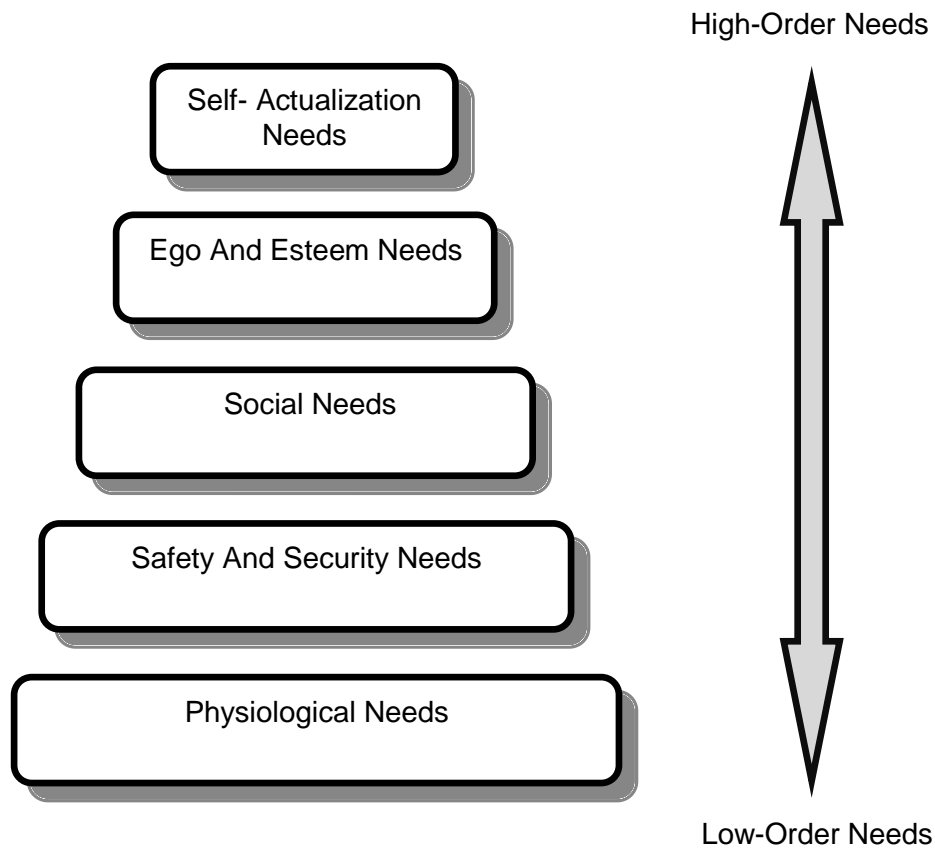 High-Order Needs
Self- Actualization
Needs
Ego And Esteem Needs
Social Needs
Safety And Security Needs
Physiological Needs
Low-Order Needs